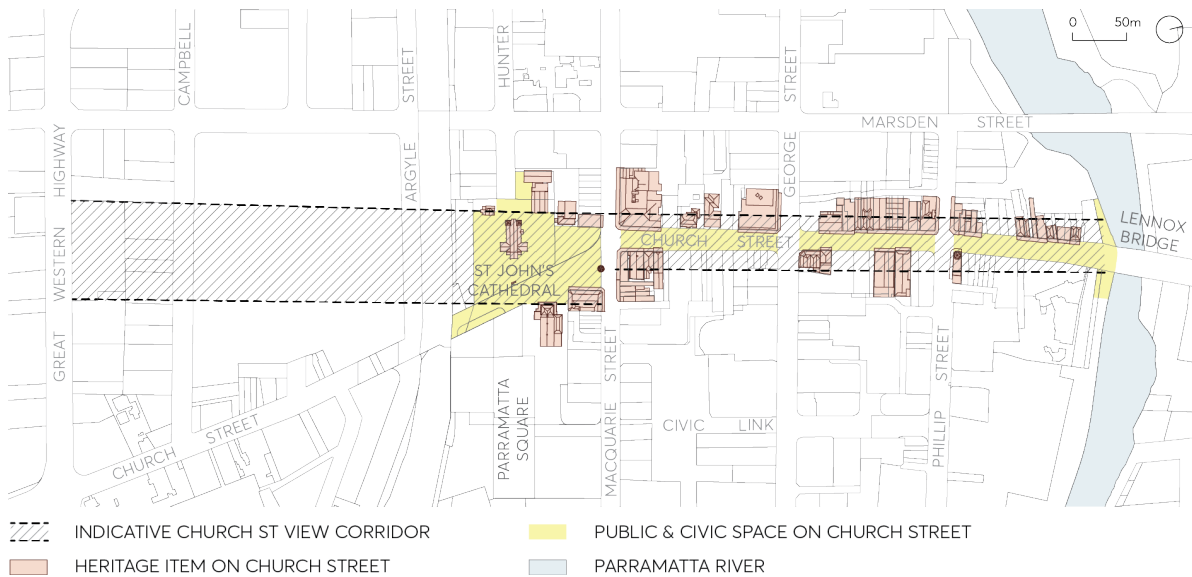 0 50m
CAMPBELL
STREET
HUNTER
STREET
MARSDEN STREET
HIGHWAY
ARGYLE
GEORGE
LENNOX
BRIDGE
CHURCH STREET
WESTERN
ST JOHN'S
CATHEDRAL
GREAT
STREET
STREET
PARRAMATTA
SQUARE
CIVIC LINK
CHURCH STREET
MACQUARIE
PHILLIP
INDICATIVE CHURCH ST VIEW CORRIDOR
PUBLIC & CIVIC SPACE ON CHURCH STREET
HERITAGE ITEM ON CHURCH STREET
PARRAMATTA RIVER